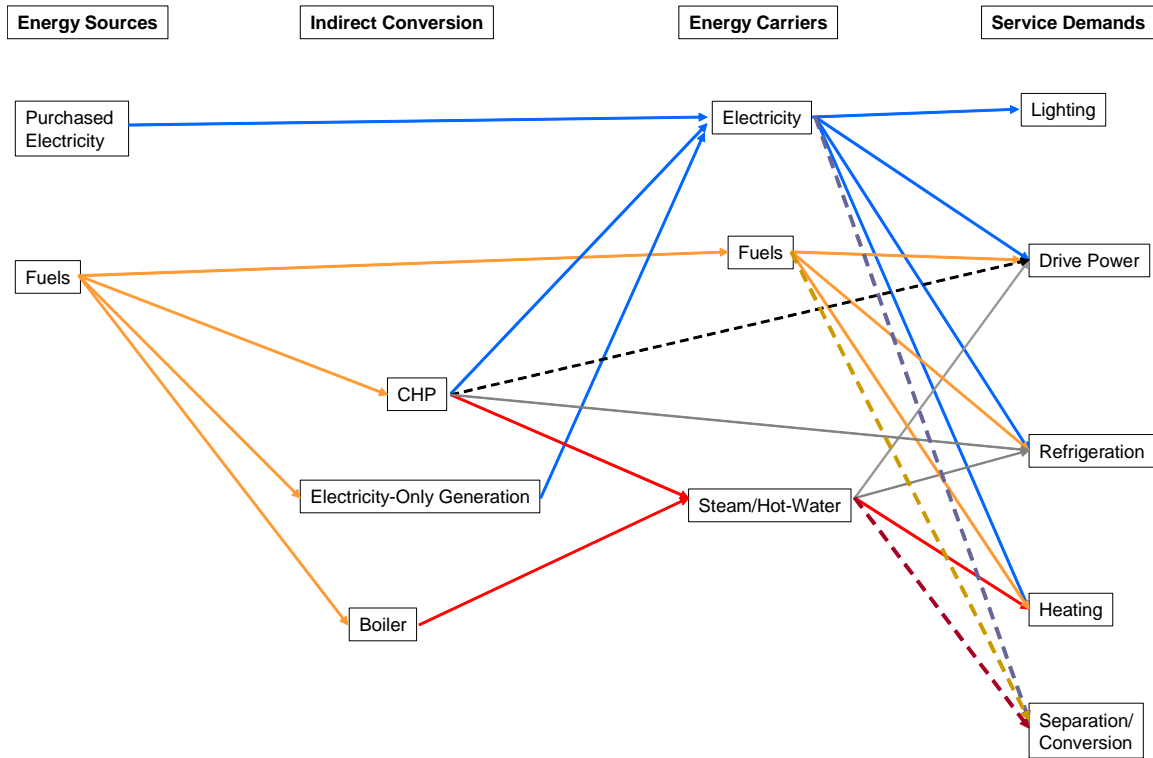 Energy Sources
Indirect Conversion
Energy Carriers
Service Demands
Purchased
Electricity
Electricity
Lighting
Fuels
Fuels
Drive Power
CHP
Refrigeration
Electricity-Only Generation
Steam/Hot-Water
Boiler
Heating
Separation/
Conversion